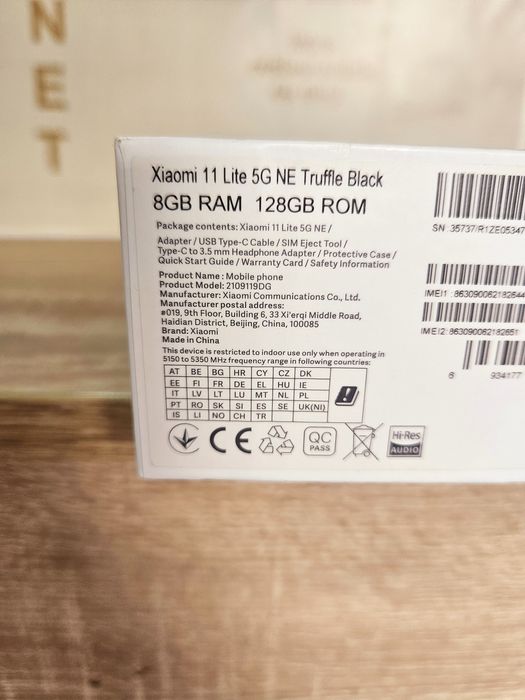 NET
Xiaomi 11 Lite 5G NE Truffle Black
8GB RAM 128GB ROM
Package contents: Xiaomi 11 Lite 5G NE /
Adapter / USB Type-C Cable / SIM Eject Tool /
Type-C to 3.5 mm Headphone Adapter / Protective Case /
Quick Start Guide / Warranty Card / Safety Information
Product Name : Mobile phone
Product Model: 2109119DG
Manufacturer: Xiaomi Communications Co., Ltd.
Manufacturer postal address:
#019, 9th Floor, Building 6, 33 Xi'erqi Middle Road,
Haidian District, Beijing, China, 100085
Brand: Xiaomi
Made in China
This device is restricted to indoor use only when operating in
5150 to 5350 MHz frequency range in following countries:
AT BE BG HR CY CZ DK
EE FI FR DE EL HU IE
IT LV LT LU MT NL PL
PT RO SK SI ES SE UK(NI)
IS LI NO CH TR
CE
QC
PASS
Hi-Res
AUDIO
SN: 35737/R1ZE05347
IMEI1: 863090062182644
IMEI2: 863090062182651
6 934177